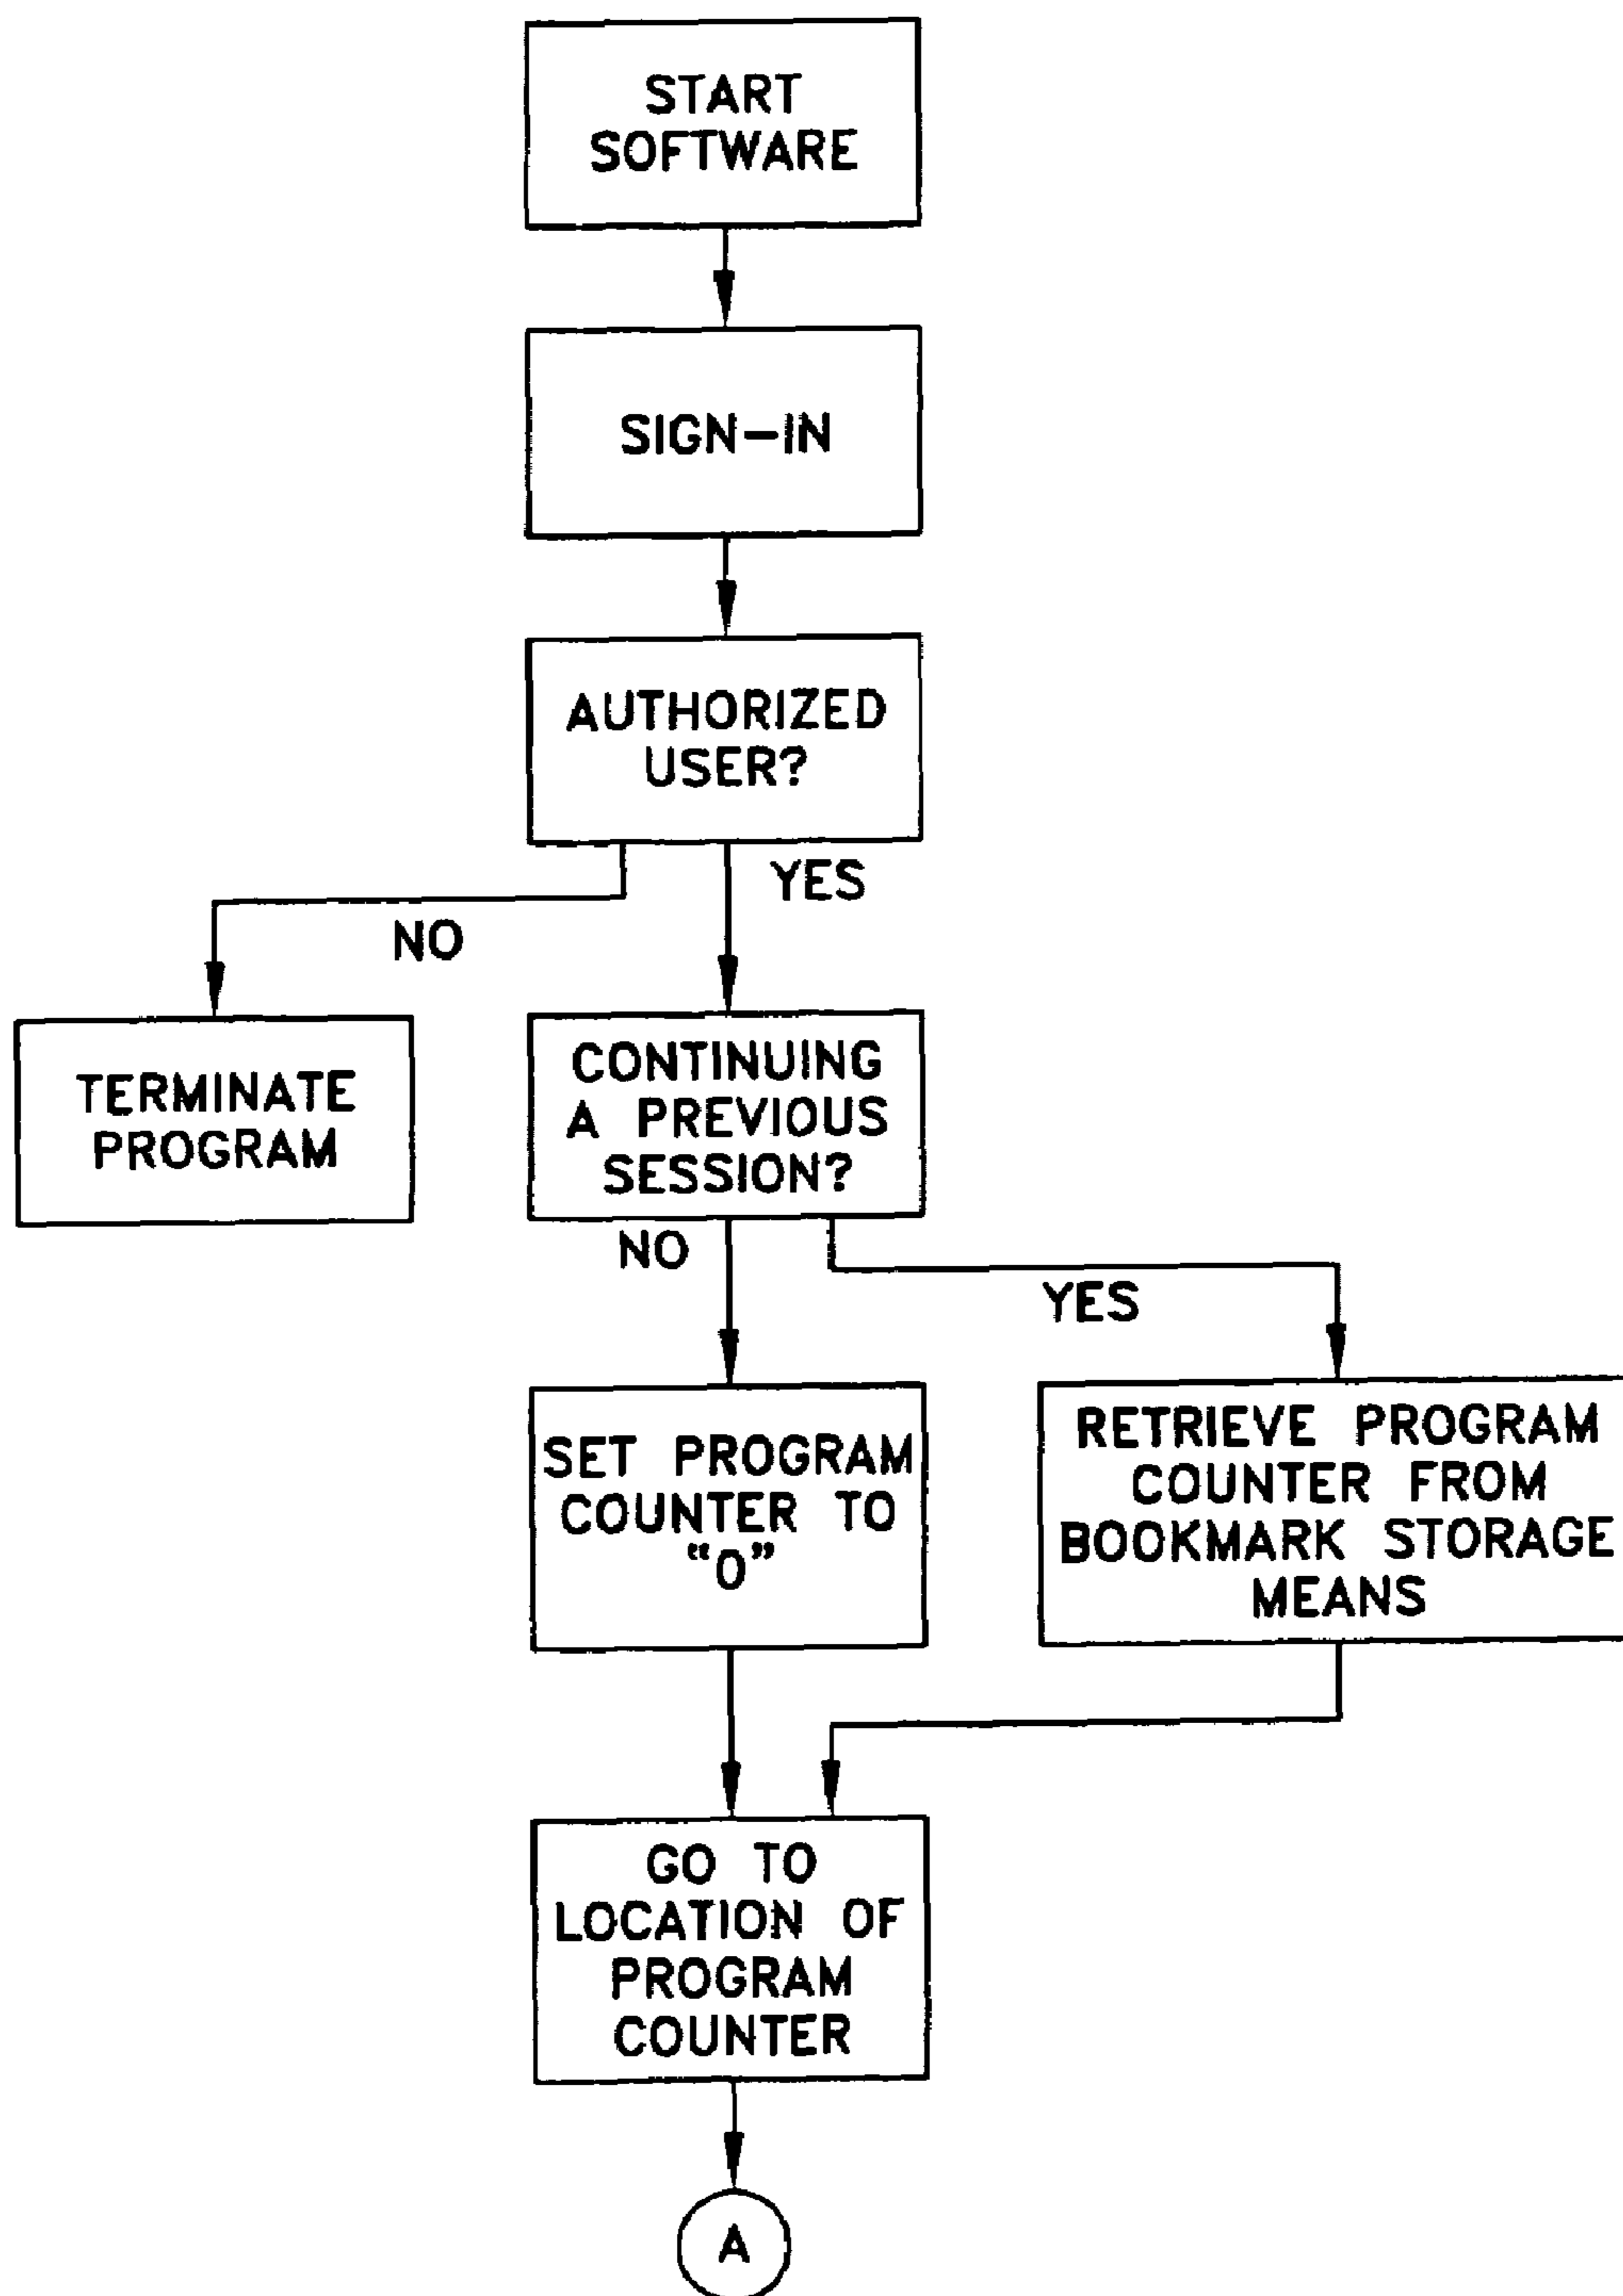 START
SOFTWARE
SIGN-IN
AUTHORIZED
USER?
YES
NO
TERMINATE
PROGRAM
CONTINUING
A PREVIOUS
SESSION?
NO
YES
SET PROGRAM
COUNTER TO
“0”
RETRIEVE PROGRAM
COUNTER FROM
BOOKMARK STORAGE
MEANS
GO TO
LOCATION OF
PROGRAM
COUNTER
A